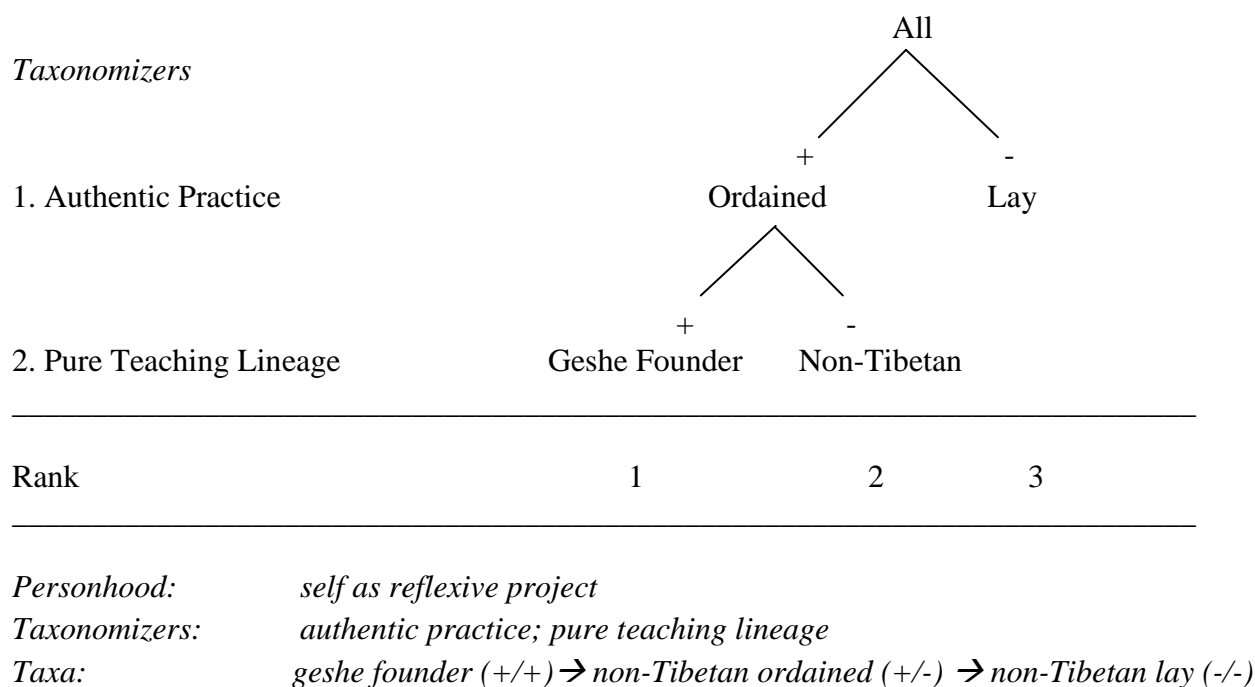 All
Taxonomizers
+ -
1. Authentic Practice Ordained Lay
+ -
2. Pure Teaching Lineage Geshe Founder Non-Tibetan
Rank 1 2 3
Personhood: self as reflexive project
Taxonomizers: authentic practice; pure teaching lineage
Taxa: geshe founder (+/+)→ non-Tibetan ordained (+/-) → non-Tibetan lay (-/-)